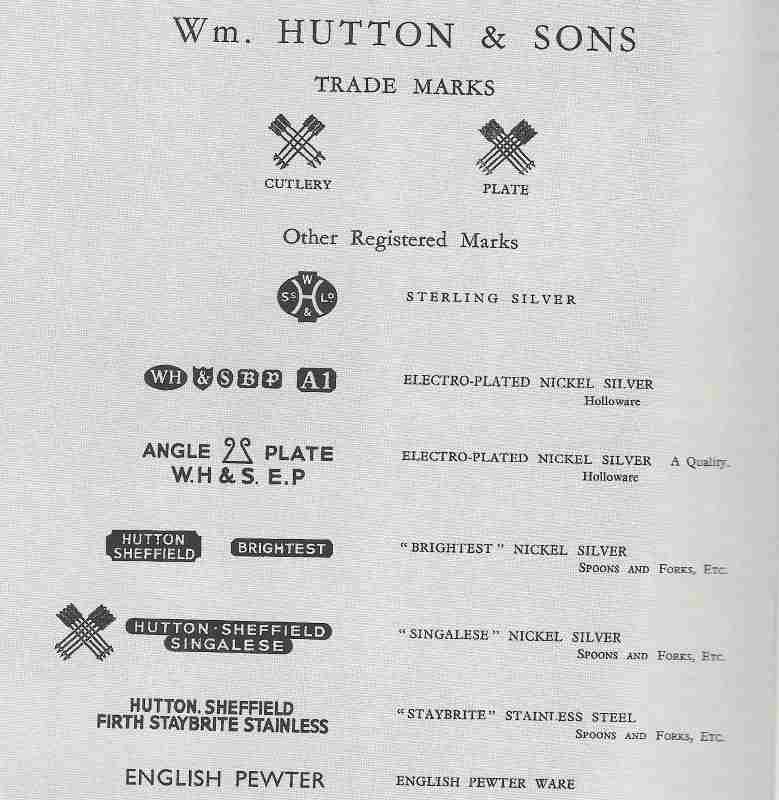 Wm. HUTTON & SONS
TRADE MARKS
CUTLERY
PLATE
Other Registered Marks
W
Ss H Lo
&
STERLING SILVER
WH & S B P A1
ELECTRO-PLATED NICKEL SILVER
Holloware
ANGLE PLATE
W.H & S. E.P
ELECTRO-PLATED NICKEL SILVER A Quality.
Holloware
HUTTON
SHEFFIELD
BRIGHTEST
"BRIGHTEST" NICKEL SILVER
SPOONS AND FORKS, ETC.
HUTTON-SHEFFIELD
SINGALESE
"SINGALESE" NICKEL SILVER
SPOONS AND FORKS, ETC.
HUTTON. SHEFFIELD
FIRTH STAYBRITE STAINLESS
"STAYBRITE" STAINLESS STEEL
SPOONS AND FORKS, ETC.
ENGLISH PEWTER
ENGLISH PEWTER WARE